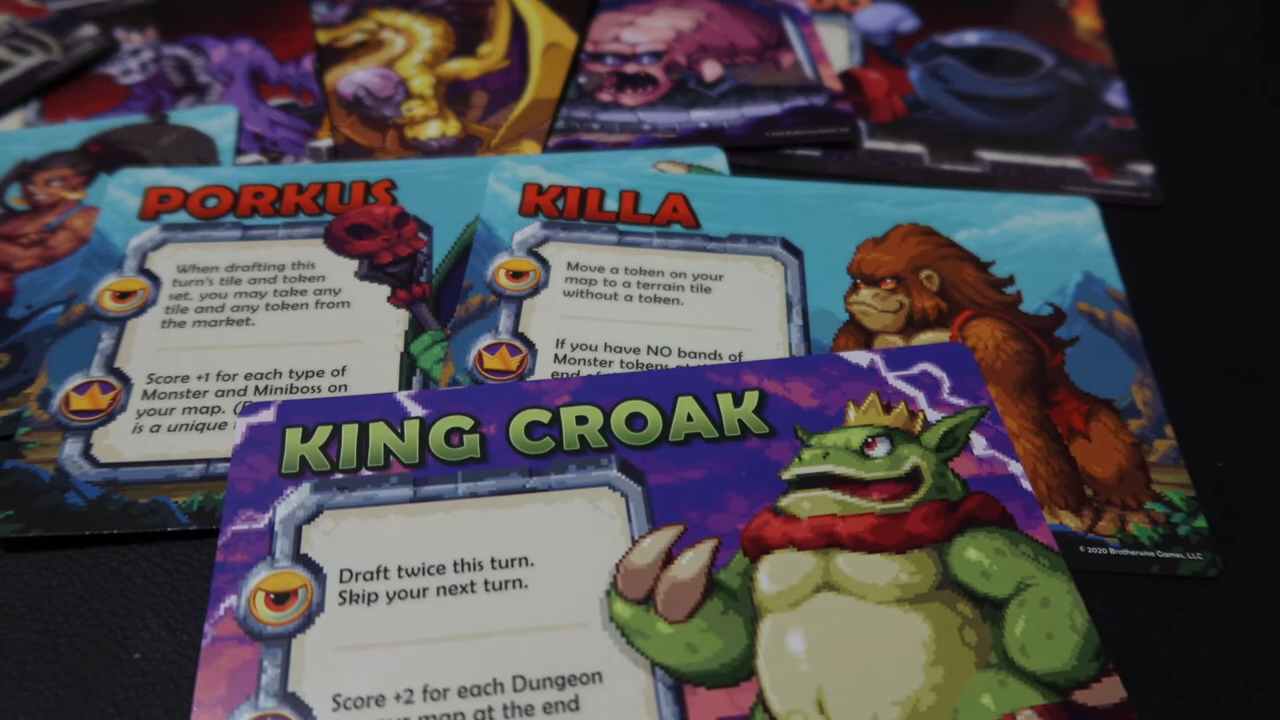 PORKUS
When drafting this
turn's tile and token
set, you may take any
tile and any token from
the market.
Score +1 for each type of
Monster and Miniboss on
your map.
is a unique
KILLA
Move a token on your
map to a terrain tile
without a token.
If you have NO bands of
Monster tokens
© 2020 Brotherwise Games, LLC
KING CROAK
Draft twice this turn.
Skip your next turn.
Score +2 for each Dungeon
map at the end